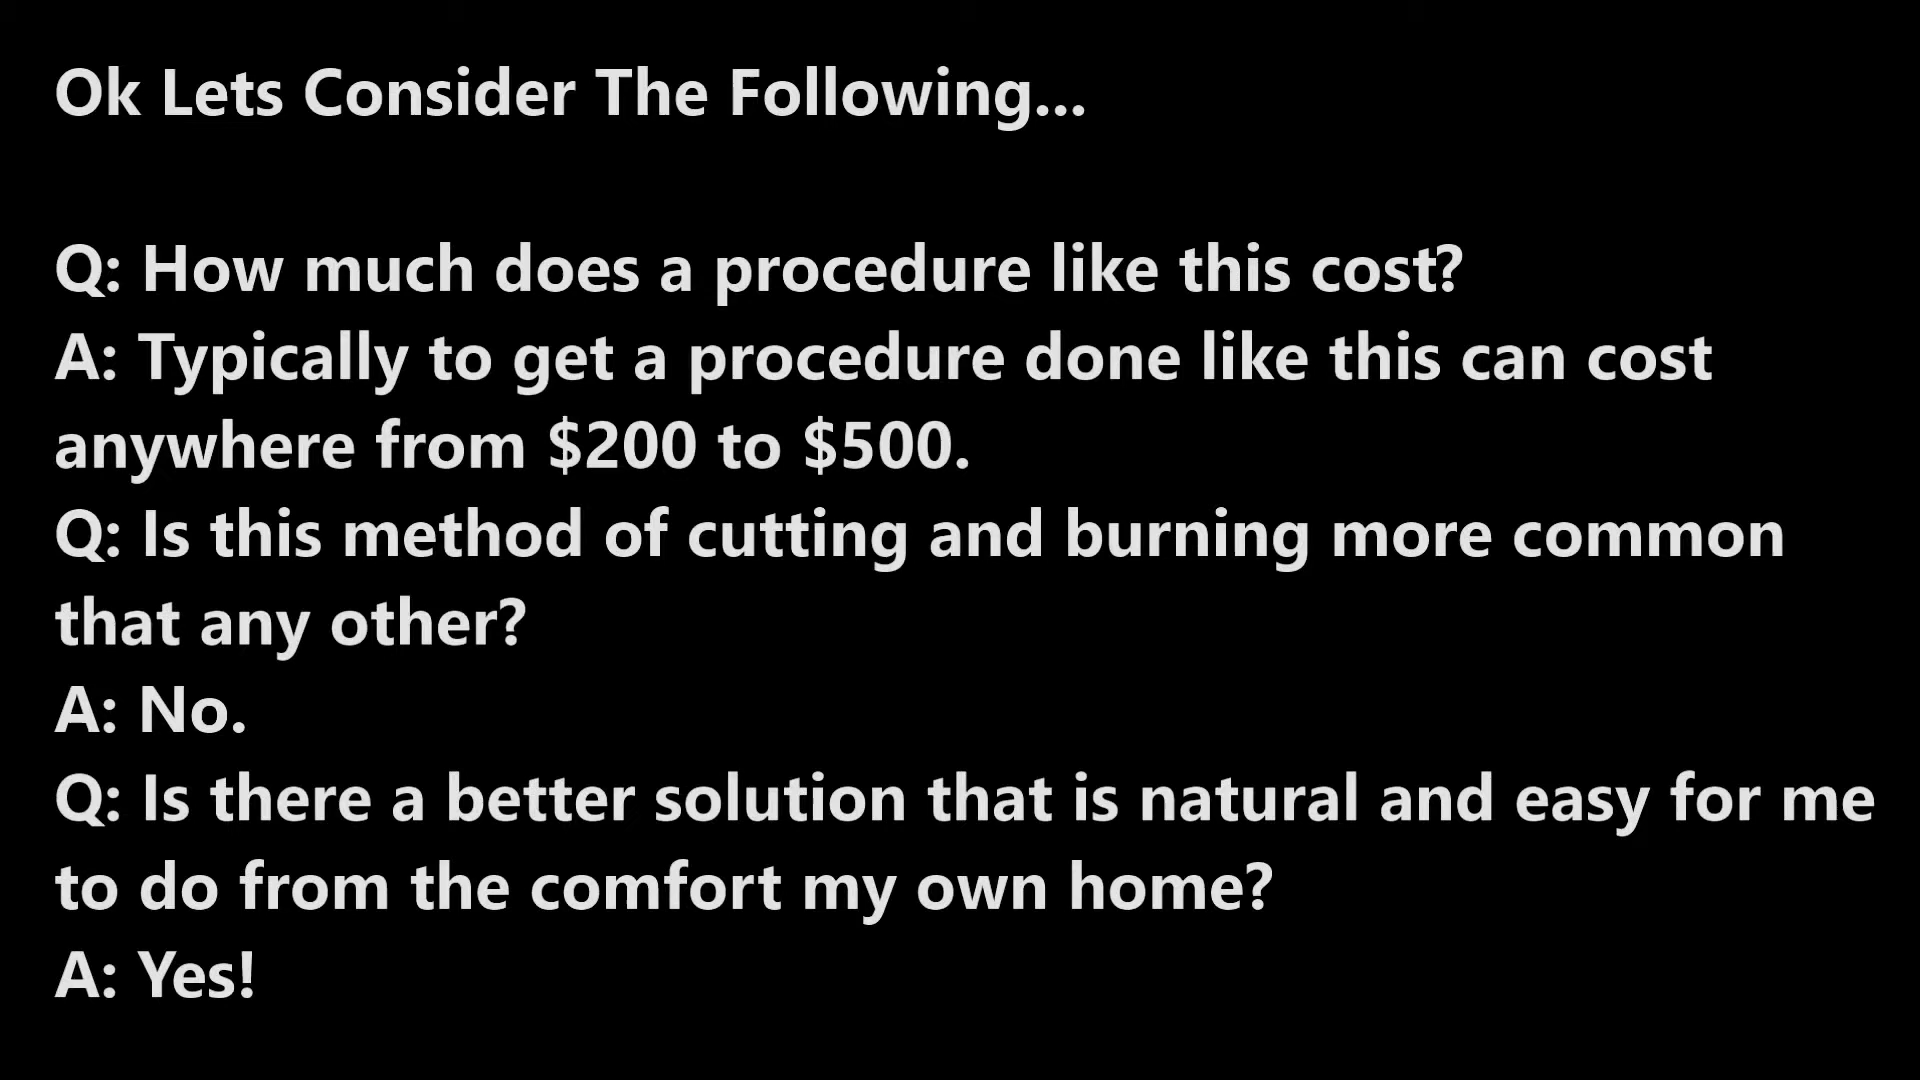 Ok Lets Consider The Following...
Q: How much does a procedure like this cost?
A: Typically to get a procedure done like this can cost
anywhere from $200 to $500.
Q: Is this method of cutting and burning more common
that any other?
A: No.
Q: Is there a better solution that is natural and easy for me
to do from the comfort my own home?
A: Yes!